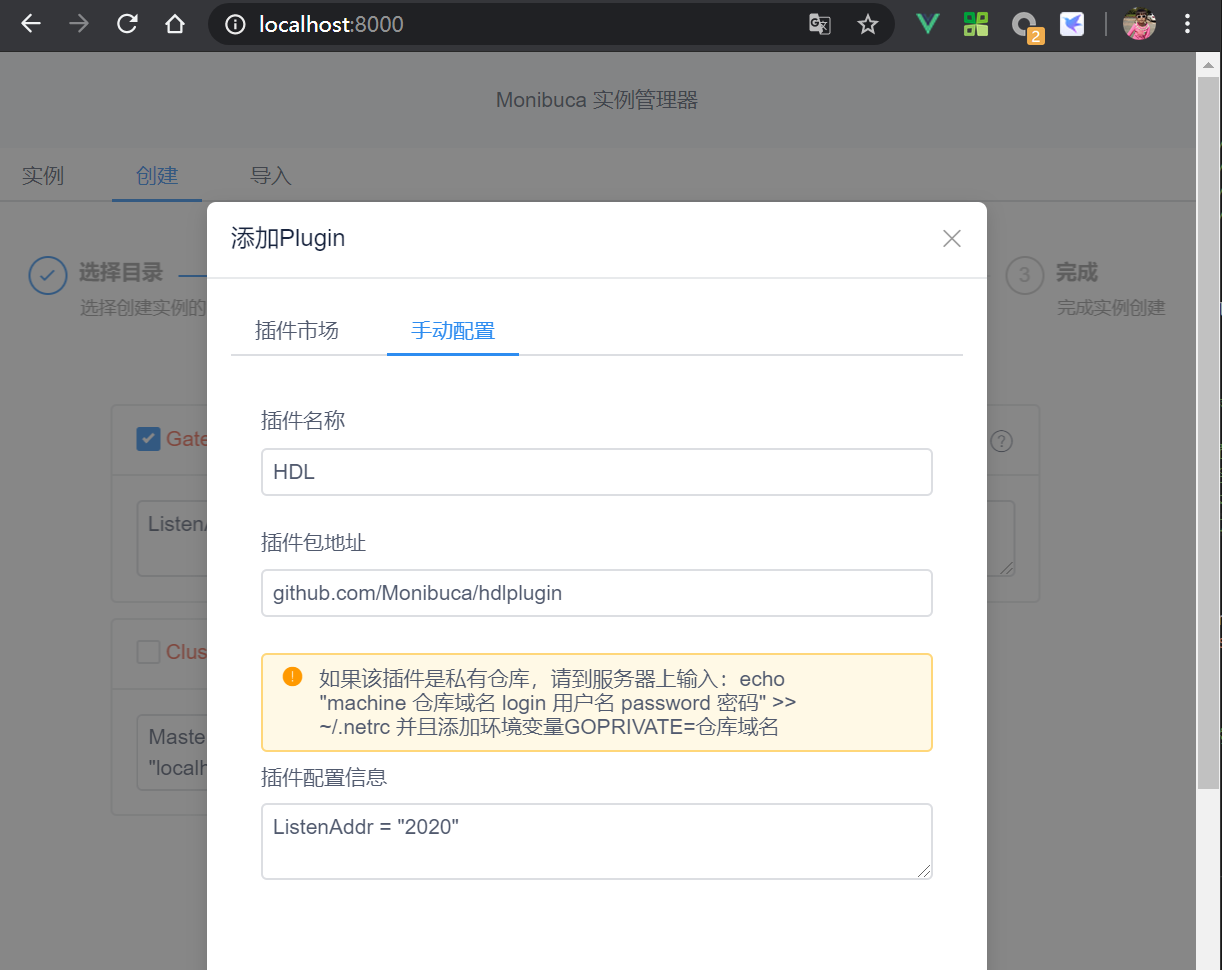 localhost:8000
2
Monibuca 实例管理器
实例
创建
导入
添加Plugin
选择目录
选择创建实例的
3
完成
完成实例创建
插件市场
手动配置
Gate
?
Listen
Clus
Maste
"local
插件名称
HDL
插件包地址
github.com/Monibuca/hdlplugin
如果该插件是私有仓库，请到服务器上输入：echo
"machine 仓库域名 login 用户名 password 密码" >>
~/.netrc 并且添加环境变量GOPRIVATE=仓库域名
插件配置信息
ListenAddr = "2020"